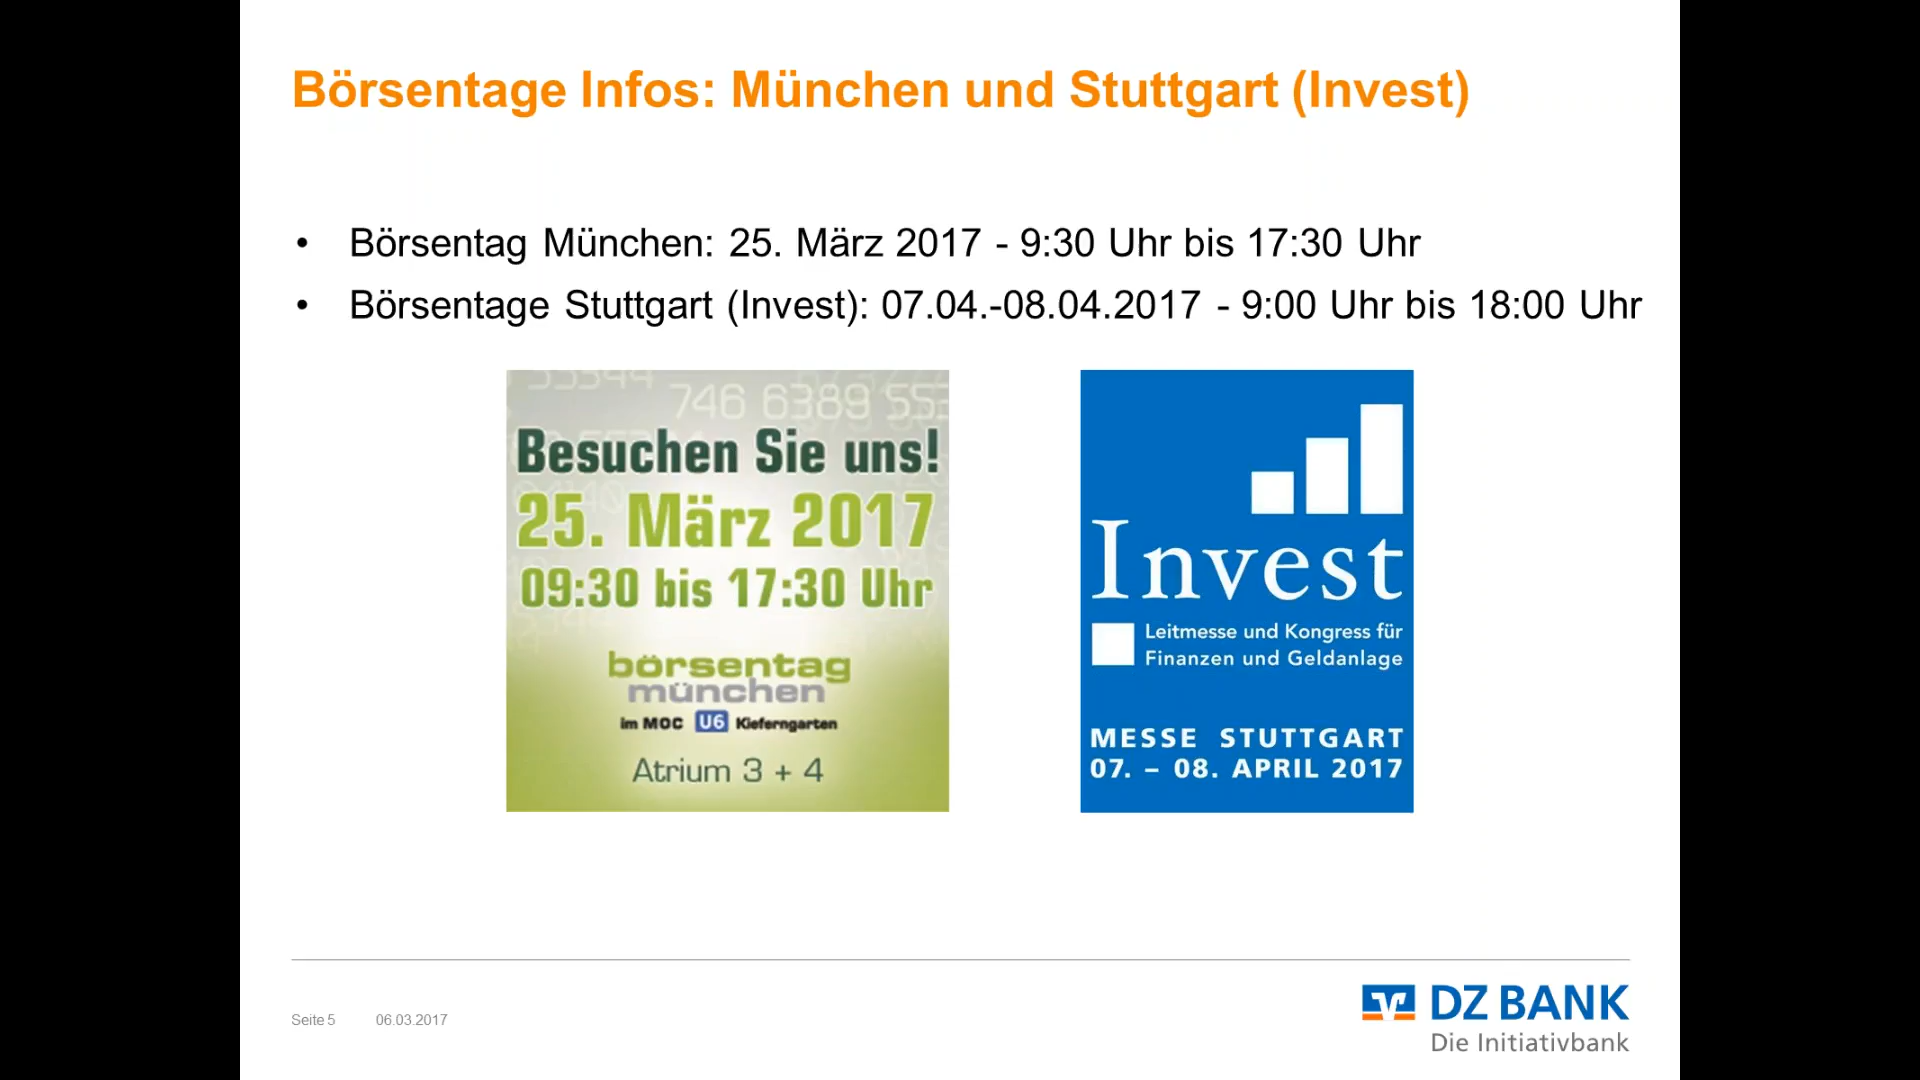 Börsentage Infos: München und Stuttgart (Invest)
• Börsentag München: 25. März 2017 - 9:30 Uhr bis 17:30 Uhr
• Börsentage Stuttgart (Invest): 07.04.-08.04.2017 - 9:00 Uhr bis 18:00 Uhr
746 6389 55
Besuchen Sie uns!
25. März 2017
09:30 bis 17:30 Uhr
börsentag
münchen
im MOC U6 Kieferngarten
Atrium 3 + 4
Invest
Leitmesse und Kongress für
Finanzen und Geldanlage
MESSE STUTTGART
07. – 08. APRIL 2017
Seite 5 06.03.2017
DZ BANK
Die Initiativbank